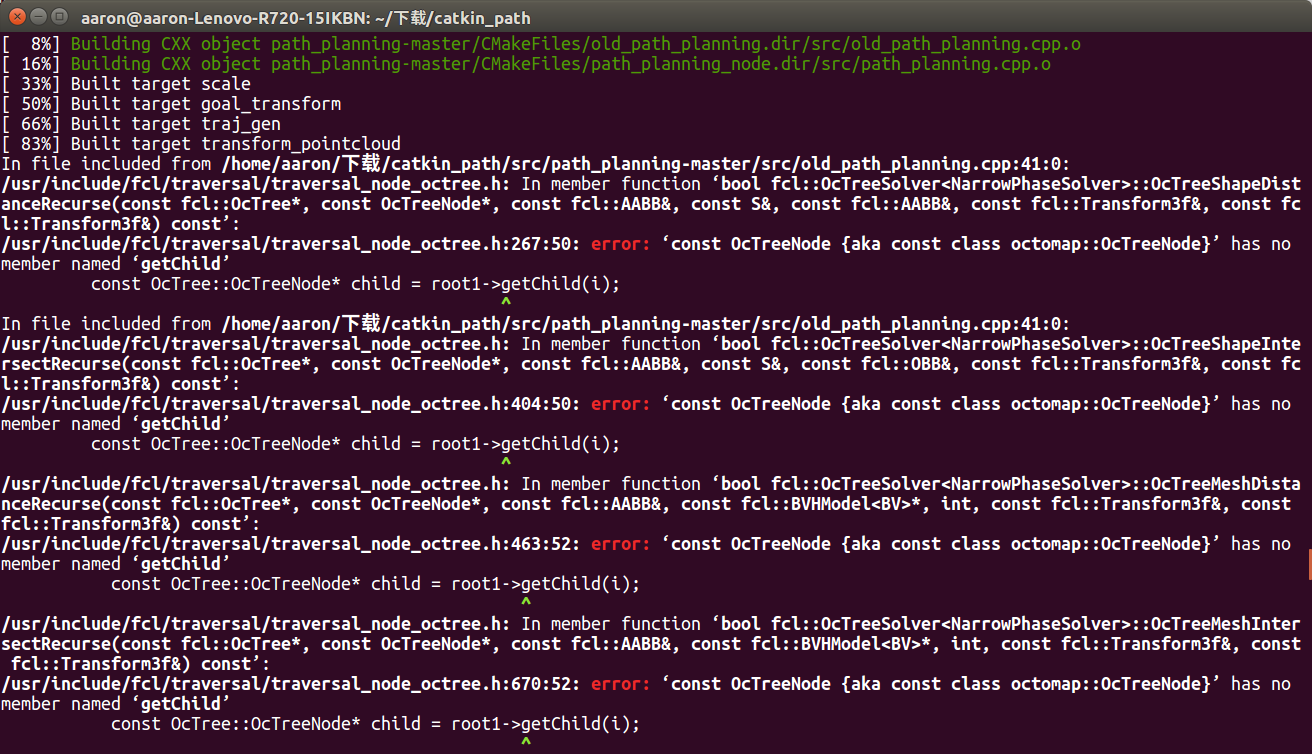 aaron@aaron-Lenovo-R720-15IKBN: ~/下载/catkin_path
[  8%] Building CXX object path_planning-master/CMakeFiles/old_path_planning.dir/src/old_path_planning.cpp.o
[ 16%] Building CXX object path_planning-master/CMakeFiles/path_planning_node.dir/src/path_planning.cpp.o
[ 33%] Built target scale
[ 50%] Built target goal_transform
[ 66%] Built target traj_gen
[ 83%] Built target transform_pointcloud
In file included from /home/aaron/下载/catkin_path/src/path_planning-master/src/old_path_planning.cpp:41:0:
/usr/include/fcl/traversal/traversal_node_octree.h: In member function ‘bool fcl::OcTreeSolver<NarrowPhaseSolver>::OcTreeShapeDist
anceRecurse(const fcl::OcTree*, const OcTreeNode*, const fcl::AABB&, const S&, const fcl::AABB&, const fcl::Transform3f&, const fc
l::Transform3f&) const’:
/usr/include/fcl/traversal/traversal_node_octree.h:267:50: error: ‘const OcTreeNode {aka const class octomap::OcTreeNode}’ has no
member named ‘getChild’
         const OcTree::OcTreeNode* child = root1->getChild(i);
                                                  ^
In file included from /home/aaron/下载/catkin_path/src/path_planning-master/src/old_path_planning.cpp:41:0:
/usr/include/fcl/traversal/traversal_node_octree.h: In member function ‘bool fcl::OcTreeSolver<NarrowPhaseSolver>::OcTreeShapeInte
rsectRecurse(const fcl::OcTree*, const OcTreeNode*, const fcl::AABB&, const S&, const fcl::OBB&, const fcl::Transform3f&, const fc
l::Transform3f&) const’:
/usr/include/fcl/traversal/traversal_node_octree.h:404:50: error: ‘const OcTreeNode {aka const class octomap::OcTreeNode}’ has no
member named ‘getChild’
         const OcTree::OcTreeNode* child = root1->getChild(i);
                                                  ^
/usr/include/fcl/traversal/traversal_node_octree.h: In member function ‘bool fcl::OcTreeSolver<NarrowPhaseSolver>::OcTreeMeshDista
nceRecurse(const fcl::OcTree*, const OcTreeNode*, const fcl::AABB&, const fcl::BVHModel<BV>*, int, const fcl::Transform3f&, const
fcl::Transform3f&) const’:
/usr/include/fcl/traversal/traversal_node_octree.h:463:52: error: ‘const OcTreeNode {aka const class octomap::OcTreeNode}’ has no
member named ‘getChild’
           const OcTree::OcTreeNode* child = root1->getChild(i);
                                                    ^
/usr/include/fcl/traversal/traversal_node_octree.h: In member function ‘bool fcl::OcTreeSolver<NarrowPhaseSolver>::OcTreeMeshInter
sectRecurse(const fcl::OcTree*, const OcTreeNode*, const fcl::AABB&, const fcl::BVHModel<BV>*, int, const fcl::Transform3f&, const
 fcl::Transform3f&) const’:
/usr/include/fcl/traversal/traversal_node_octree.h:670:52: error: ‘const OcTreeNode {aka const class octomap::OcTreeNode}’ has no
member named ‘getChild’
           const OcTree::OcTreeNode* child = root1->getChild(i);
                                                    ^